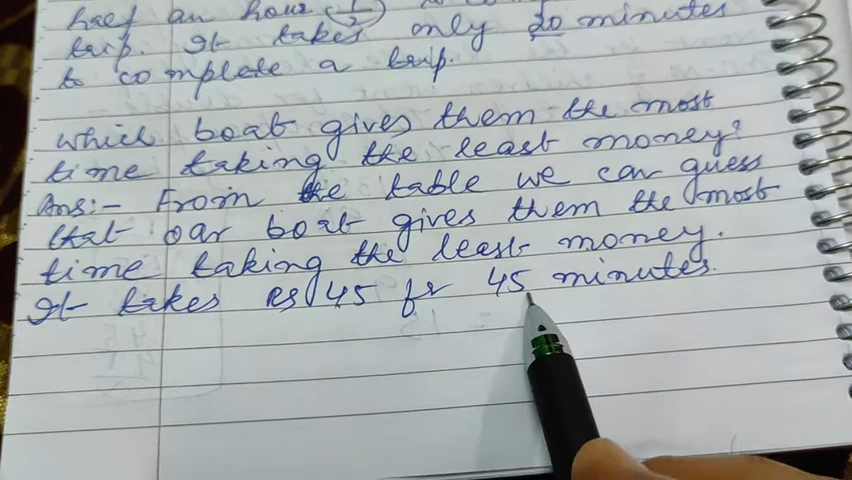 half an hour (1/2)
trip. It takes only 20 minutes
to complete a trip.
Which boat gives them the most
time taking the least money?
Ans:- From the table we can guess
that oar boat gives them the most
time taking the least money.
It takes Rs 45 for 45 minutes.